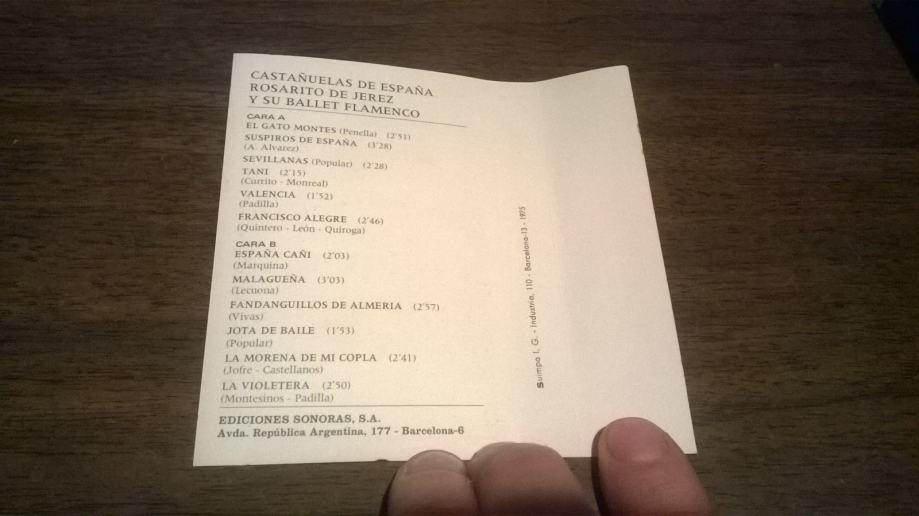 CASTAÑUELAS DE ESPAÑA
ROSARITO DE JEREZ
Y SU BALLET FLAMENCO
CARA A
EL GATO MONTES (Penella) (2'51)
SUSPIROS DE ESPAÑA (3'28)
(A. Alvarez)
SEVILLANAS (Popular) (2'28)
TANI (2'15)
(Currito - Monreal)
VALENCIA (1'52)
(Padilla)
FRANCISCO ALEGRE (2'46)
(Quintero - León - Quiroga)
CARA B
ESPAÑA CAÑI (2'03)
(Marquina)
MALAGUEÑA (3'03)
(Lecuona)
FANDANGUILLOS DE ALMERIA (2'57)
(Vivas)
JOTA DE BAILE (1'53)
(Popular)
LA MORENA DE MI COPLA (2'41)
(Jofre - Castellanos)
LA VIOLETERA (2'50)
(Montesinos - Padilla)
EDICIONES SONORAS, S.A.
Avda. República Argentina, 177 - Barcelona-6
Suimpa I. G. - Industria, 110 - Barcelona-13 - 1975